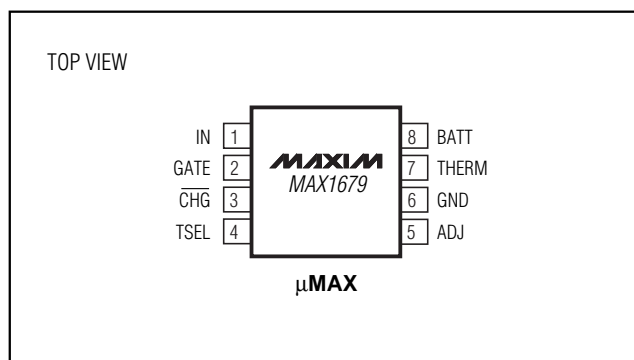 TOP VIEW
IN 1
GATE 2
C̅H̅G̅ 3
TSEL 4
MAXIM
MAX1679
8 BATT
7 THERM
6 GND
5 ADJ
µMAX